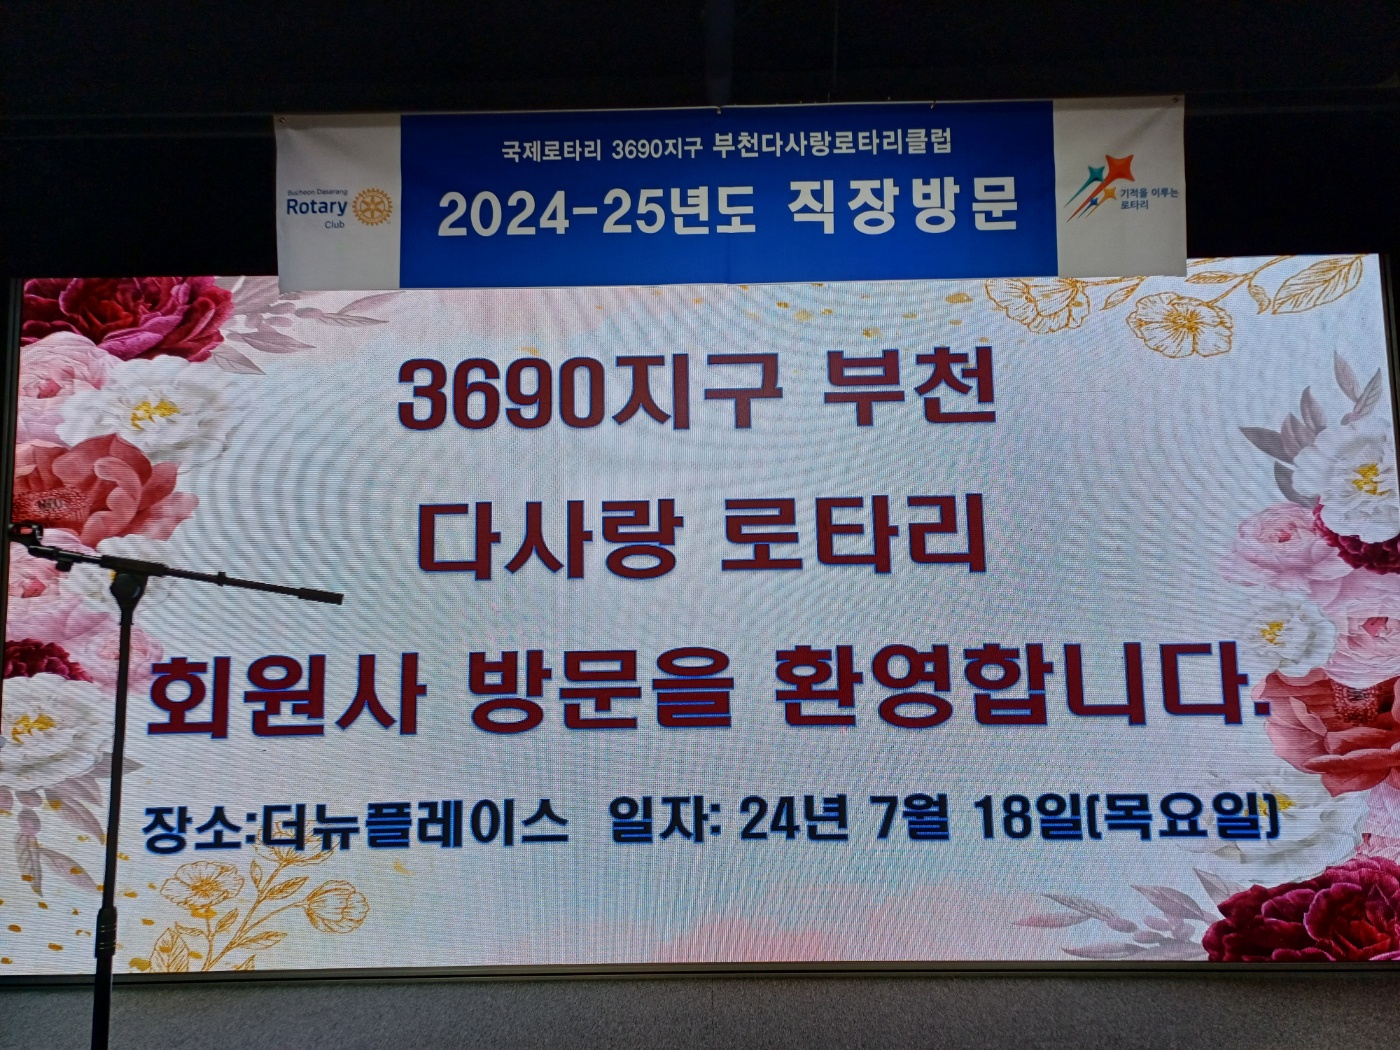 국제로타리 3690지구 부천다사랑로타리클럽
2024-25년도 직장방문
Bucheon Dasarang
Rotary
Club
기적을 이루는
로타리
3690지구 부천
다사랑 로타리
회원사 방문을 환영합니다.
장소:더뉴플레이스 일자: 24년 7월 18일(목요일)